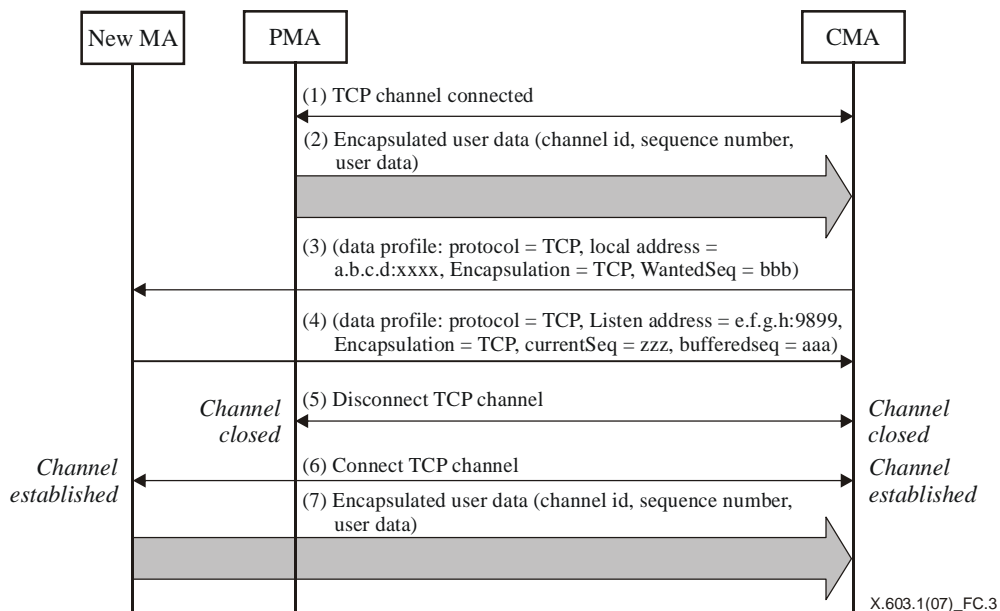 New MA
PMA
CMA
(1) TCP channel connected
(2) Encapsulated user data (channel id, sequence number,
user data)
(3) (data profile: protocol = TCP, local address =
a.b.c.d:xxxx, Encapsulation = TCP, WantedSeq = bbb)
(4) (data profile: protocol = TCP, Listen address = e.f.g.h:9899,
Encapsulation = TCP, currentSeq = zzz, bufferedseq = aaa)
Channel
closed
(5) Disconnect TCP channel
Channel
closed
Channel
established
(6) Connect TCP channel
Channel
established
(7) Encapsulated user data (channel id, sequence number,
user data)
X.603.1(07)_FC.3